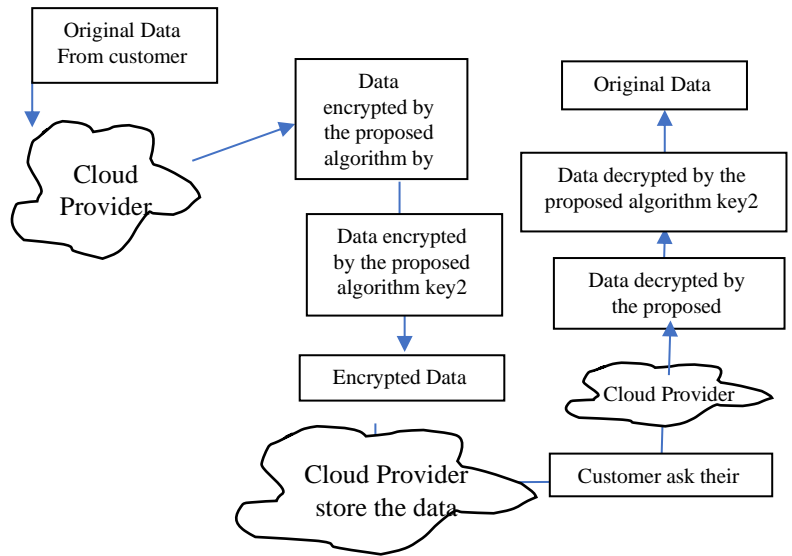 Original Data
From customer
Cloud
Provider
Data
encrypted by
the proposed
algorithm by
Data encrypted
by the proposed
algorithm key2
Encrypted Data
Cloud Provider
store the data
Customer ask their
Cloud Provider
Data decrypted by
the proposed
Data decrypted by the
proposed algorithm key2
Original Data